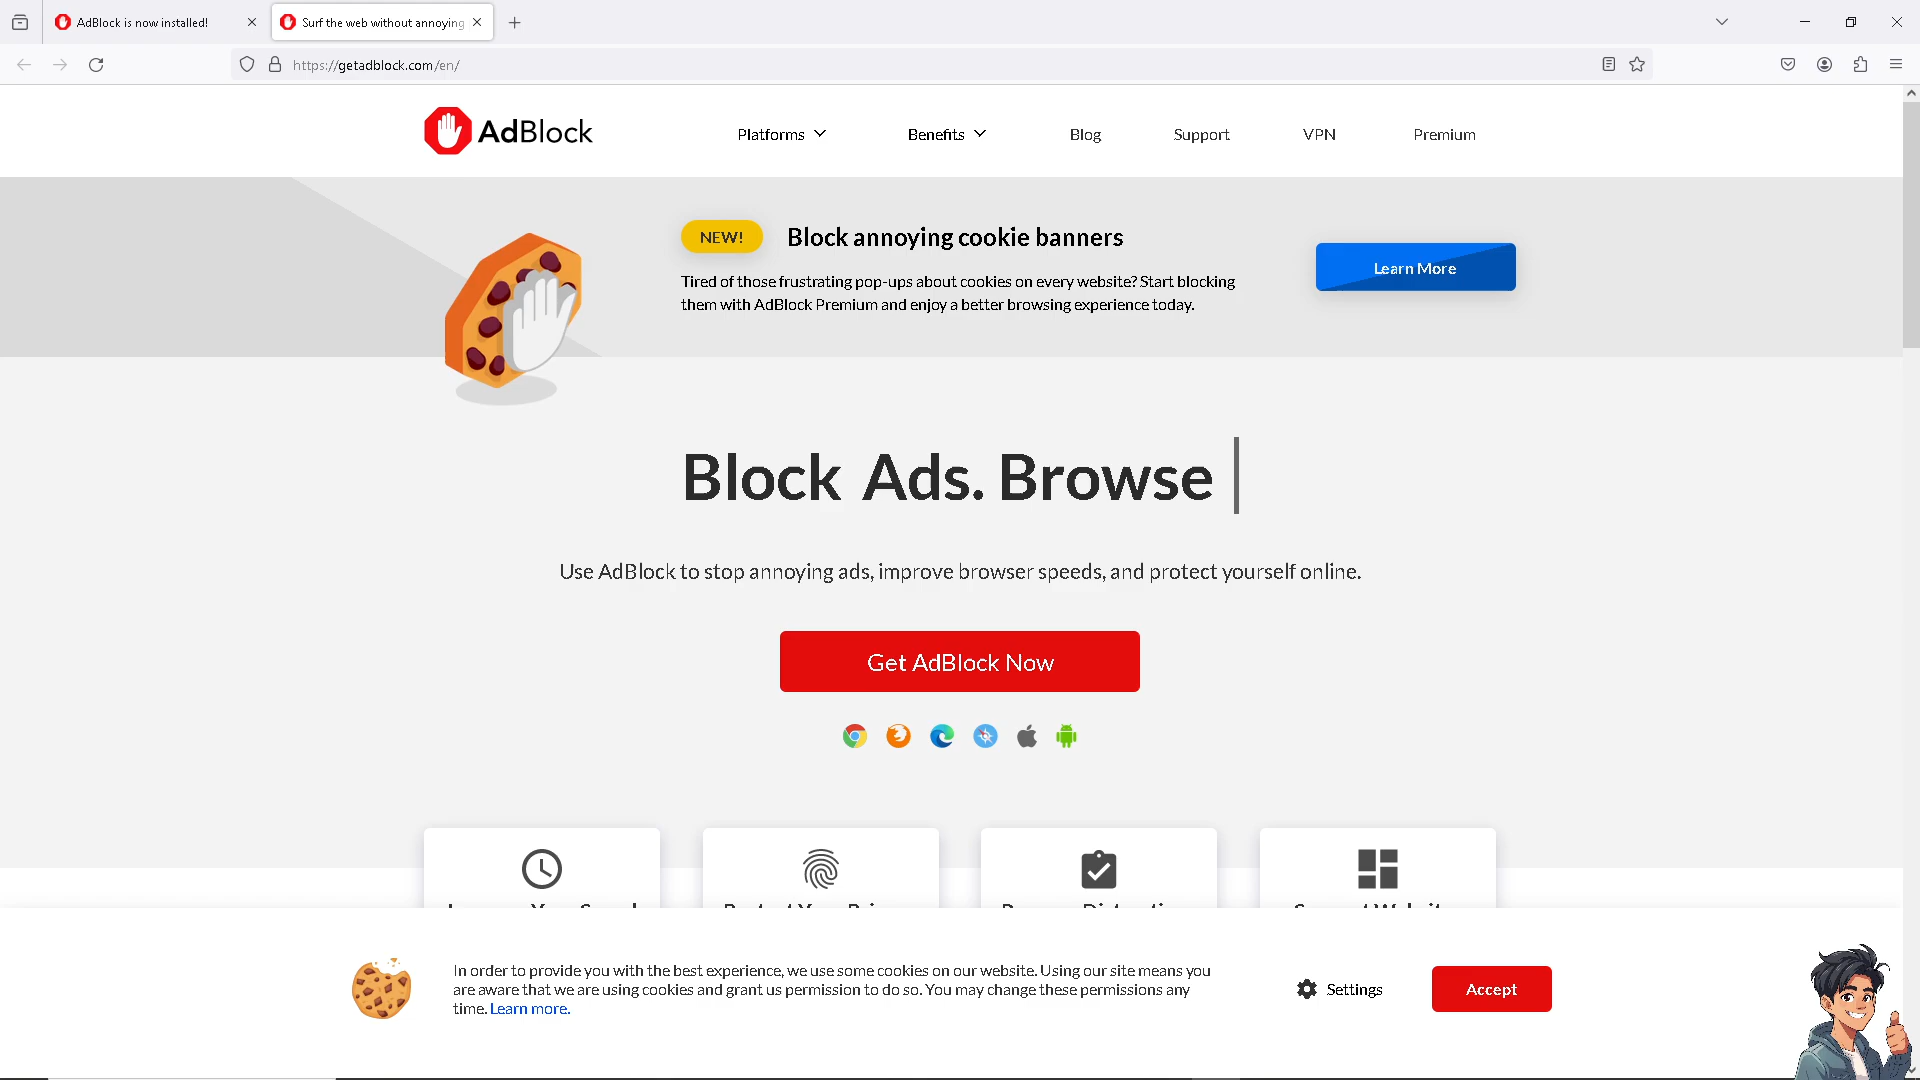 AdBlock is now installed!
Surf the web without annoying
https://getadblock.com/en/
AdBlock
Platforms
Benefits
Blog
Support
VPN
Premium
NEW!
Block annoying cookie banners
Tired of those frustrating pop-ups about cookies on every website? Start blocking
them with AdBlock Premium and enjoy a better browsing experience today.
Learn More
Block Ads. Browse
Use AdBlock to stop annoying ads, improve browser speeds, and protect yourself online.
Get AdBlock Now
In order to provide you with the best experience, we use some cookies on our website. Using our site means you
are aware that we are using cookies and grant us permission to do so. You may change these permissions any
time. Learn more.
Settings
Accept